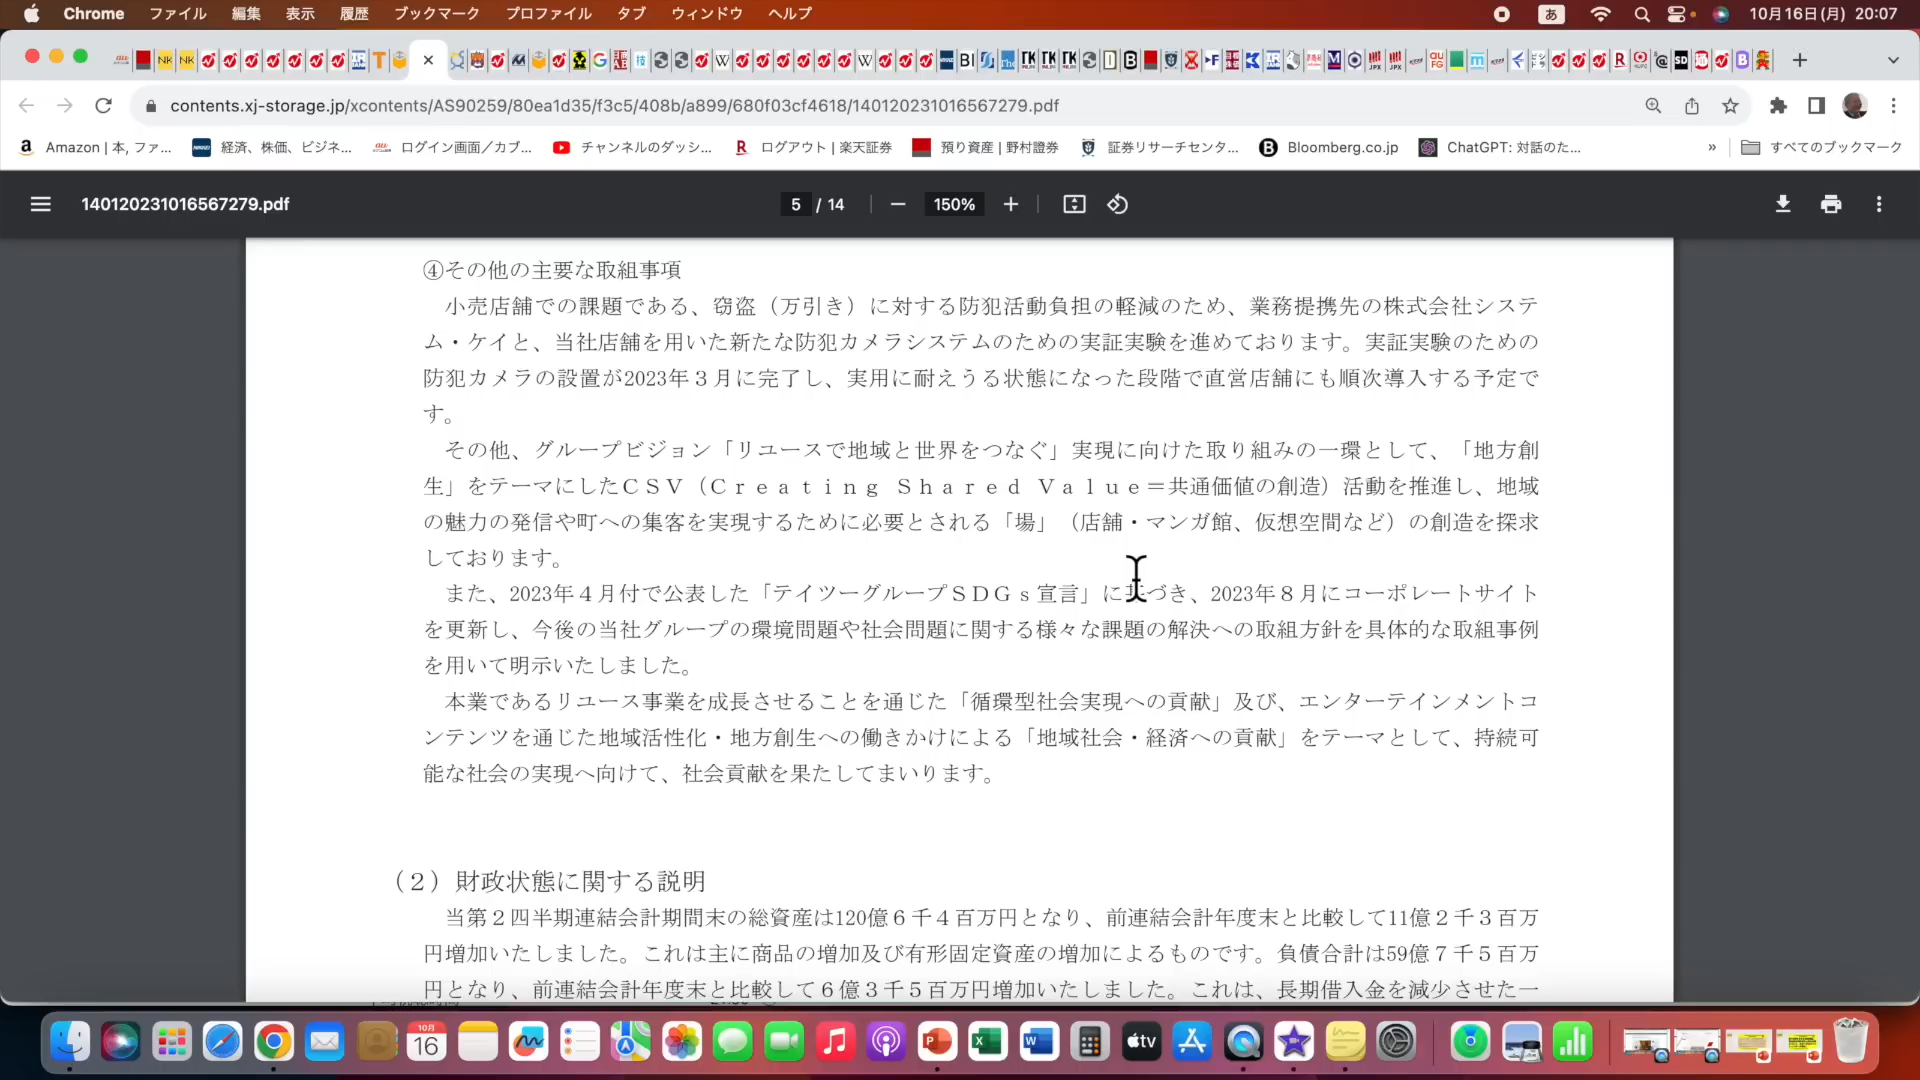 Chrome ファイル 編集 表示 履歴 ブックマーク プロファイル タブ ウィンドウ ヘルプ あ 10月16日(月) 20:07
contents.xj-storage.jp/xcontents/AS90259/80ea1d35/f3c5/408b/a899/680f03cf4618/140120231016567279.pdf
Amazon | 本, ファ... 経済、株価、ビジネ... ログイン画面／カブ... チャンネルのダッシ... ログアウト | 楽天証券 預り資産 | 野村證券 証券リサーチセンタ... Bloomberg.co.jp ChatGPT: 対話のた... » すべてのブックマーク
140120231016567279.pdf 5 / 14 150%
④その他の主要な取組事項
小売店舗での課題である、窃盗（万引き）に対する防犯活動負担の軽減のため、業務提携先の株式会社システ
ム・ケイと、当社店舗を用いた新たな防犯カメラシステムのための実証実験を進めております。実証実験のための
防犯カメラの設置が2023年３月に完了し、実用に耐えうる状態になった段階で直営店舗にも順次導入する予定で
す。
その他、グループビジョン「リユースで地域と世界をつなぐ」実現に向けた取り組みの一環として、「地方創
生」をテーマにしたＣＳＶ（Ｃｒｅａｔｉｎｇ Ｓｈａｒｅｄ Ｖａｌｕｅ＝共通価値の創造）活動を推進し、地域
の魅力の発信や町への集客を実現するために必要とされる「場」（店舗・マンガ館、仮想空間など）の創造を探求
しております。
また、2023年４月付で公表した「テイツーグループＳＤＧｓ宣言」に基づき、2023年８月にコーポレートサイト
を更新し、今後の当社グループの環境問題や社会問題に関する様々な課題の解決への取組方針を具体的な取組事例
を用いて明示いたしました。
本業であるリユース事業を成長させることを通じた「循環型社会実現への貢献」及び、エンターテインメントコ
ンテンツを通じた地域活性化・地方創生への働きかけによる「地域社会・経済への貢献」をテーマとして、持続可
能な社会の実現へ向けて、社会貢献を果たしてまいります。
（２）財政状態に関する説明
当第２四半期連結会計期間末の総資産は120億６千４百万円となり、前連結会計年度末と比較して11億２千３百万
円増加いたしました。これは主に商品の増加及び有形固定資産の増加によるものです。負債合計は59億７千５百万
円となり、前連結会計年度末と比較して６億３千５百万円増加いたしました。これは、長期借入金を減少させた一
10月
16
tv